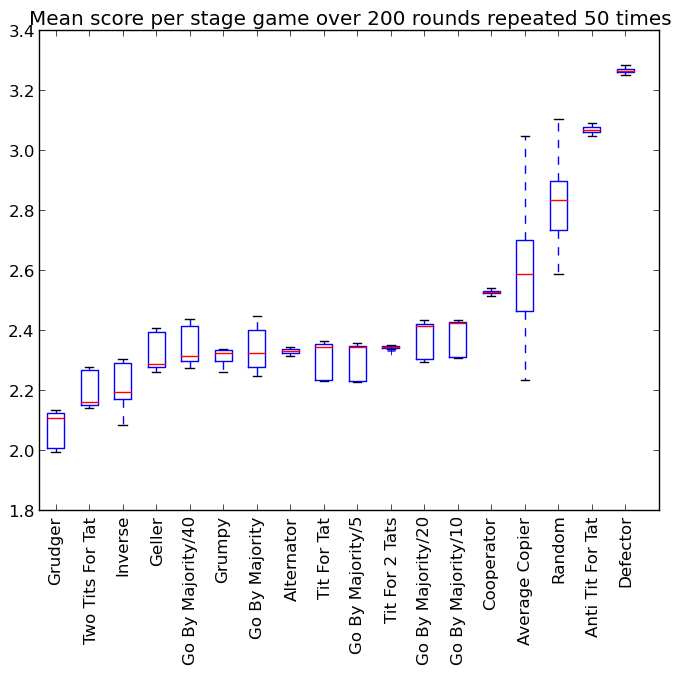 Mean score per stage game over 200 rounds repeated 50 times
3.4
3.2
3.0
2.8
2.6
2.4
2.2
2.0
1.8
Grudger
Two Tits For Tat
Inverse
Geller
Go By Majority/40
Grumpy
Go By Majority
Alternator
Tit For Tat
Go By Majority/5
Tit For 2 Tats
Go By Majority/20
Go By Majority/10
Cooperator
Average Copier
Random
Anti Tit For Tat
Defector